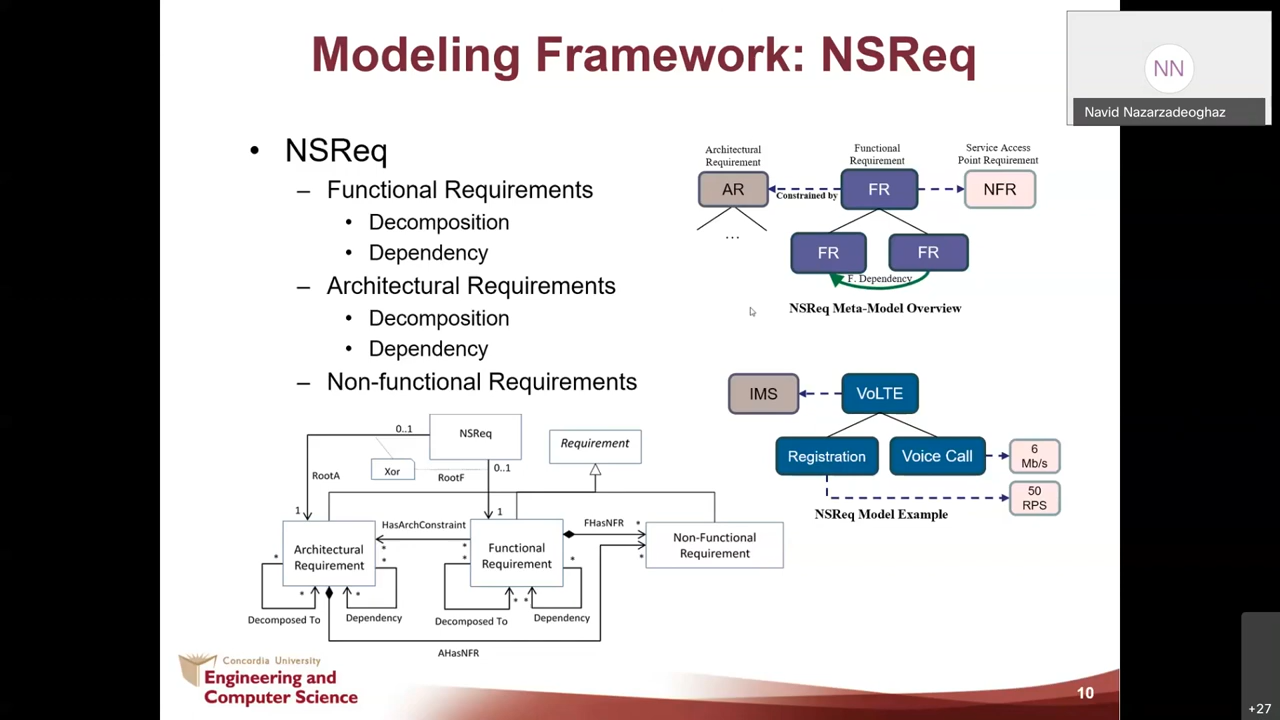 Modeling Framework: NSReq
NN
Navid Nazarzadeoghaz
• NSReq
– Functional Requirements
• Decomposition
• Dependency
– Architectural Requirements
• Decomposition
• Dependency
– Non-functional Requirements
Architectural
Requirement
Functional
Requirement
Service Access
Point Requirement
AR
Constrained by
FR
NFR
...
FR
FR
F. Dependency
NSReq Meta-Model Overview
IMS
VoLTE
Registration
Voice Call
6
Mb/s
50
RPS
NSReq Model Example
0..1
NSReq
Requirement
Xor
0..1
RootA
RootF
1
1
HasArchConstraint
FHasNFR
*
Architectural
Requirement
*
*
*
*
Functional
Requirement
*
*
Non-Functional
Requirement
*
*
*
*
*
*
Decomposed To
Dependency
Decomposed To
Dependency
AHasNFR
Concordia University
Engineering and
Computer Science
10
+27